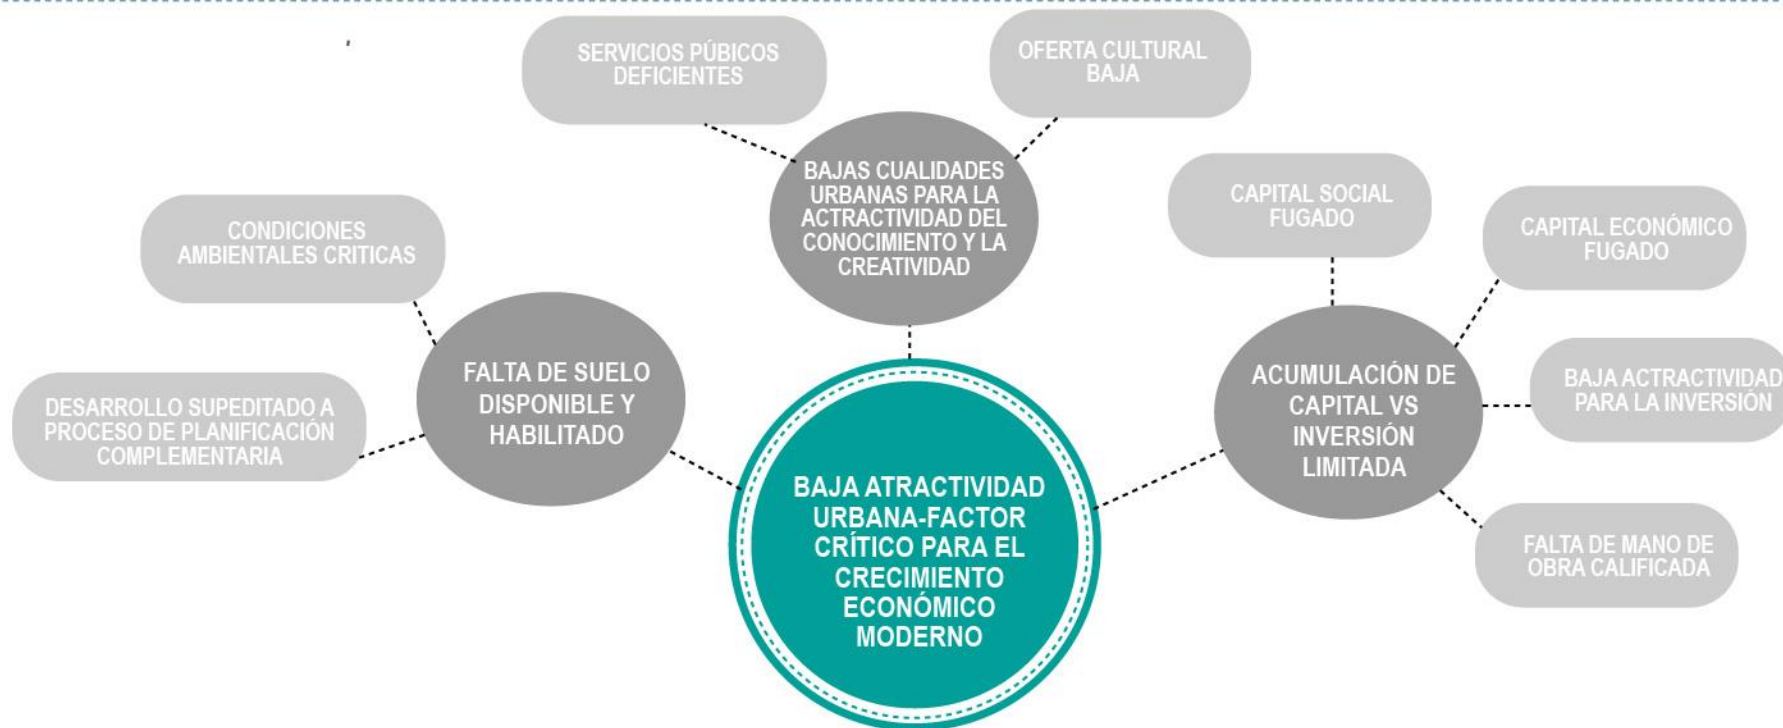 SERVICIOS PÚBICOS
DEFICIENTES
OFERTA CULTURAL
BAJA
BAJAS CUALIDADES
URBANAS PARA LA
ACTRACTIVIDAD DEL
CONOCIMIENTO Y LA
CREATIVIDAD
CAPITAL SOCIAL
FUGADO
CAPITAL ECONÓMICO
FUGADO
CONDICIONES
AMBIENTALES CRITICAS
FALTA DE SUELO
DISPONIBLE Y
HABILITADO
DESARROLLO SUPEDITADO A
PROCESO DE PLANIFICACIÓN
COMPLEMENTARIA
ACUMULACIÓN DE
CAPITAL VS
INVERSIÓN
LIMITADA
BAJA ACTRACTIVIDAD
PARA LA INVERSIÓN
FALTA DE MANO DE
OBRA CALIFICADA
BAJA ATRACTIVIDAD
URBANA-FACTOR
CRÍTICO PARA EL
CRECIMIENTO
ECONÓMICO
MODERNO